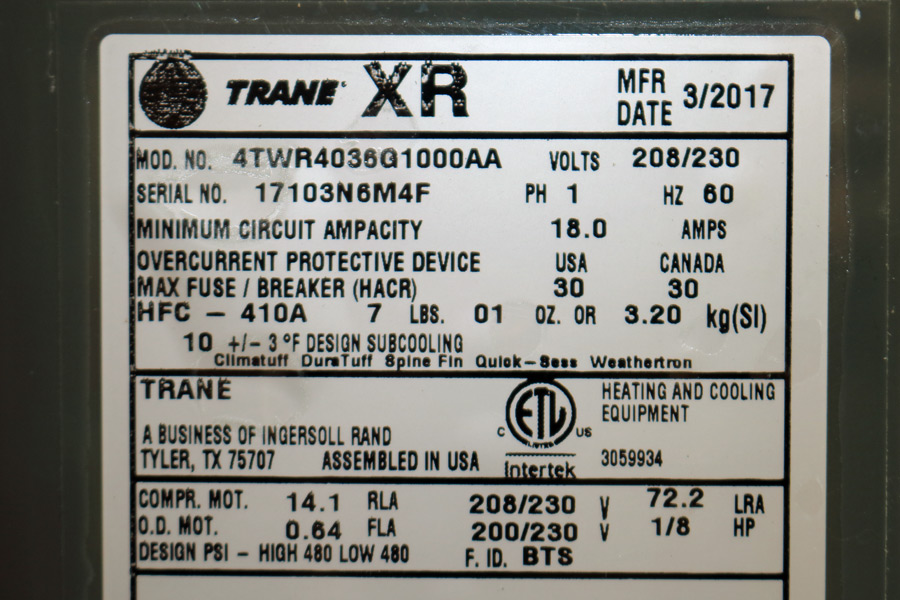 TRANE XR MFR DATE 3/2017
MOD. NO. 4TWR4036G1000AA VOLTS 208/230
SERIAL NO. 17103N6M4F PH 1 HZ 60
MINIMUM CIRCUIT AMPACITY 18.0 AMPS
OVERCURRENT PROTECTIVE DEVICE USA CANADA
MAX FUSE / BREAKER (HACR) 30 30
HFC - 410A 7 LBS. 01 OZ. OR 3.20 kg(SI)
10 +/- 3 °F DESIGN SUBCOOLING
Climatuff DuraTuff Spine Fin Quick-Sess Weathertron
TRANE
A BUSINESS OF INGERSOLL RAND
TYLER, TX 75707 ASSEMBLED IN USA
C ETL US
LISTED
Intertek
HEATING AND COOLING
EQUIPMENT
3059934
COMPR. MOT. 14.1 RLA 208/230 V 72.2 LRA
O.D. MOT. 0.64 FLA 200/230 V 1/8 HP
DESIGN PSI - HIGH 480 LOW 480 F. ID. BTS